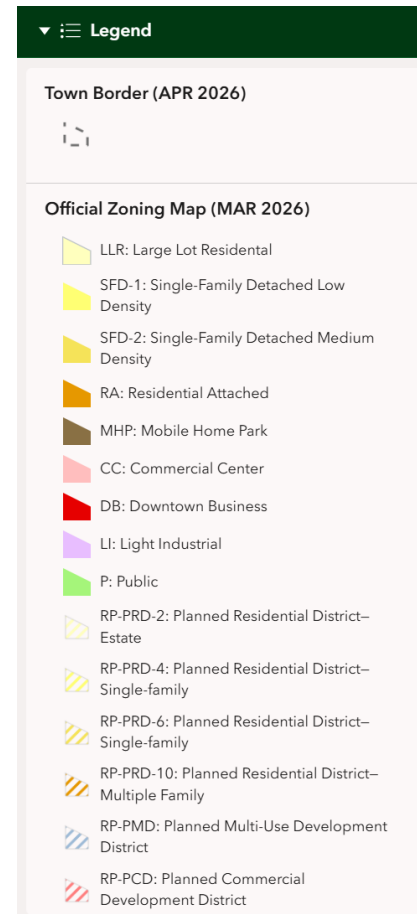 Legend
Town Border (APR 2026)
Official Zoning Map (MAR 2026)
LLR: Large Lot Residental
SFD-1: Single-Family Detached Low
Density
SFD-2: Single-Family Detached Medium
Density
RA: Residential Attached
MHP: Mobile Home Park
CC: Commercial Center
DB: Downtown Business
LI: Light Industrial
P: Public
RP-PRD-2: Planned Residential District–
Estate
RP-PRD-4: Planned Residential District–
Single-family
RP-PRD-6: Planned Residential District–
Single-family
RP-PRD-10: Planned Residential District–
Multiple Family
RP-PMD: Planned Multi-Use Development
District
RP-PCD: Planned Commercial
Development District